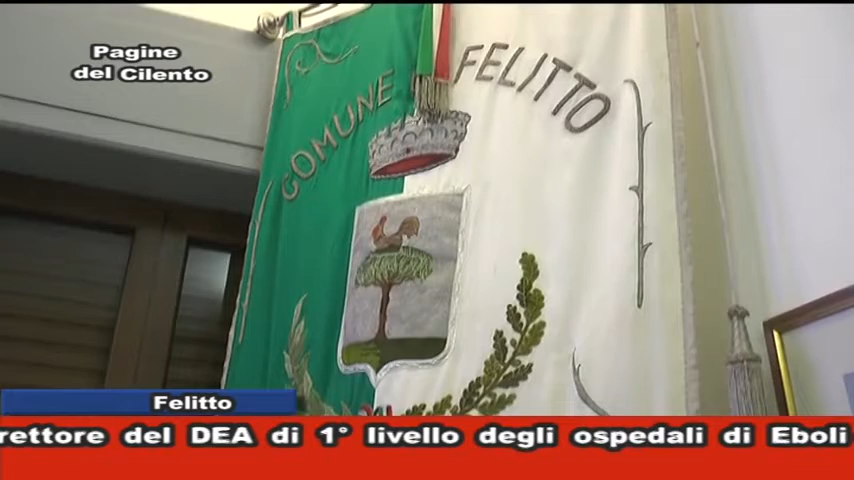 Pagine
del Cilento
COMUNE FELITTO
Felitto
rettore del DEA di 1° livello degli ospedali di Eboli